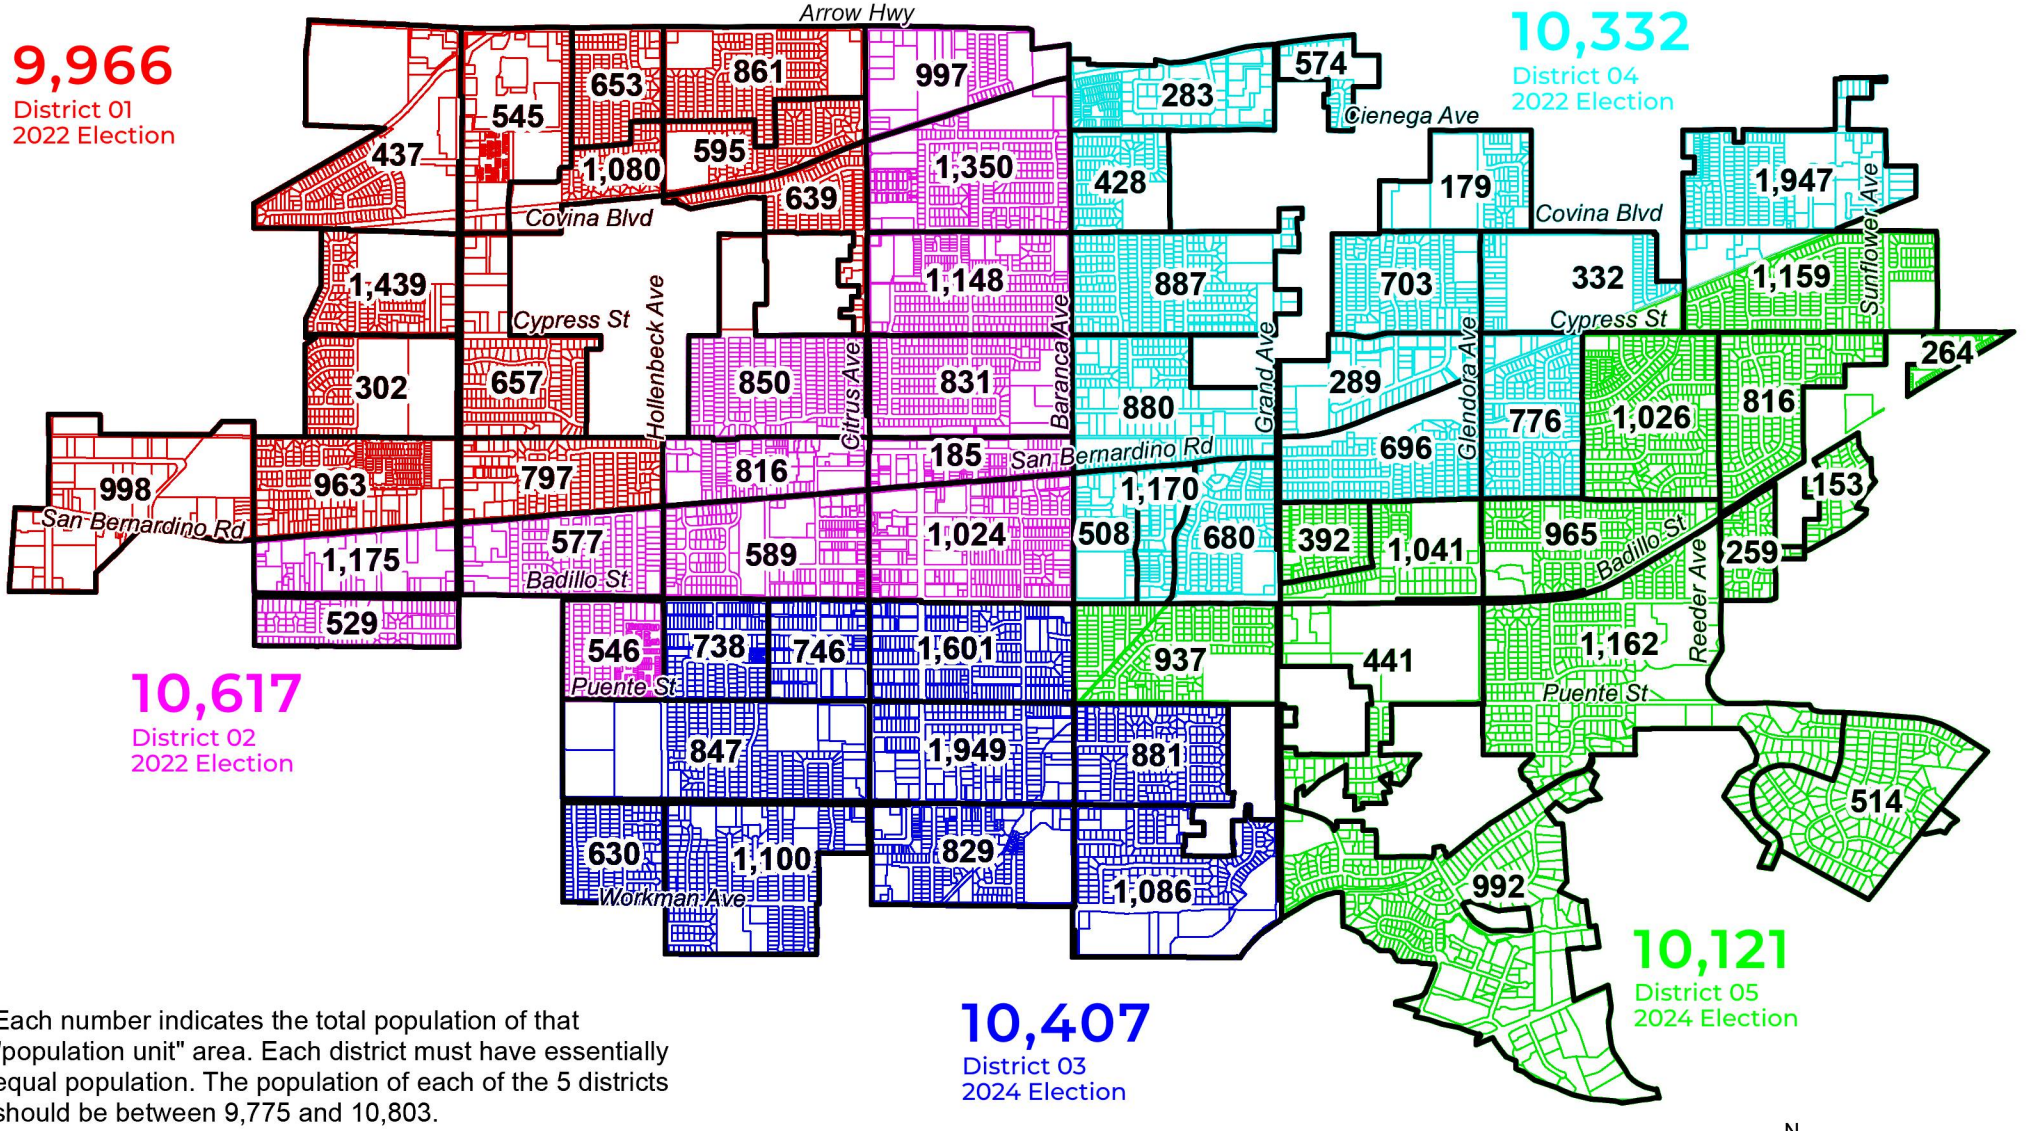 Arrow Hwy
9,966
District 01
2022 Election
10,332
District 04
2022 Election
437
545
653
861
997
283
574
Cienega Ave
1,080
595
639
1,350
428
179
1,947
Covina Blvd
Covina Blvd
Sunflower Ave
1,439
1,148
887
703
332
1,159
Hollenbeck Ave
Cypress St
Cypress St
Citrus Ave
Baranca Ave
Grand Ave
Glendora Ave
302
657
850
831
880
289
776
1,026
816
264
998
963
797
816
185
San Bernardino Rd
696
153
San Bernardino Rd
1,175
577
589
1,024
508
1,170
680
392
1,041
965
Badillo St
259
Badillo St
Reeder Ave
529
546
738
746
1,601
937
441
1,162
Puente St
Puente St
10,617
District 02
2022 Election
847
1,949
881
514
630
1,100
829
1,086
992
Workman Ave
10,121
District 05
2024 Election
10,407
District 03
2024 Election
Each number indicates the total population of that
"population unit" area. Each district must have essentially
equal population. The population of each of the 5 districts
should be between 9,775 and 10,803.
N